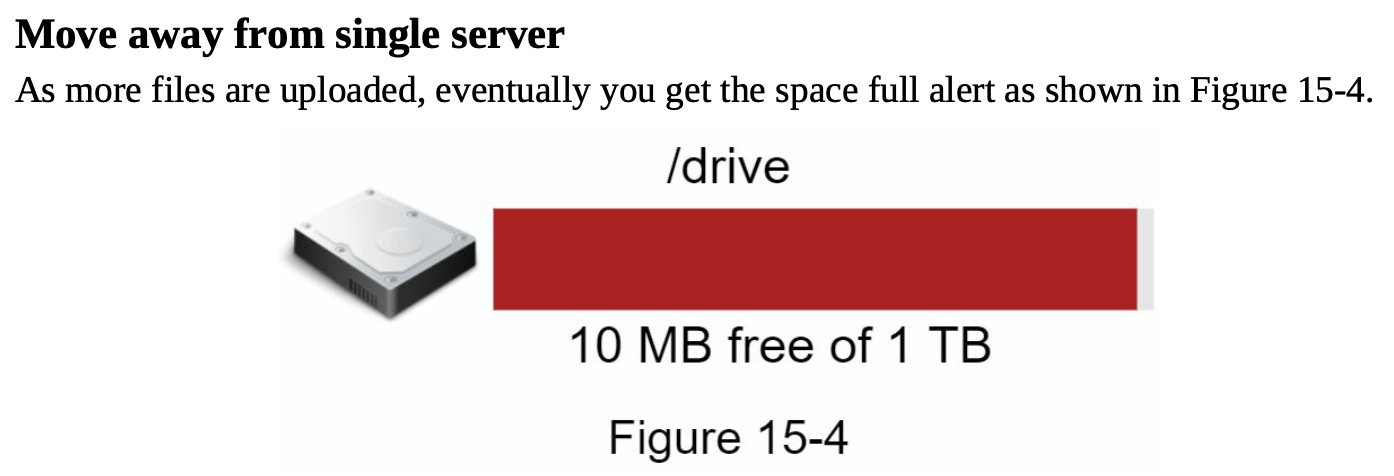 Move away from single server
As more files are uploaded, eventually you get the space full alert as shown in Figure 15-4.
/drive
10 MB free of 1 TB
Figure 15-4